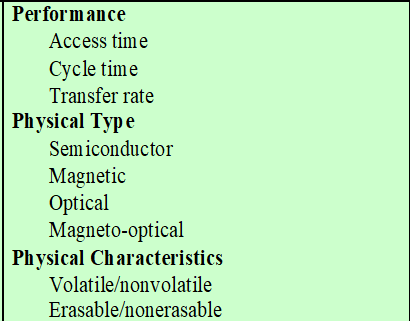 Performance
Access time
Cycle time
Transfer rate
Physical Type
Semiconductor
Magnetic
Optical
Magneto-optical
Physical Characteristics
Volatile/nonvolatile
Erasable/nonerasable